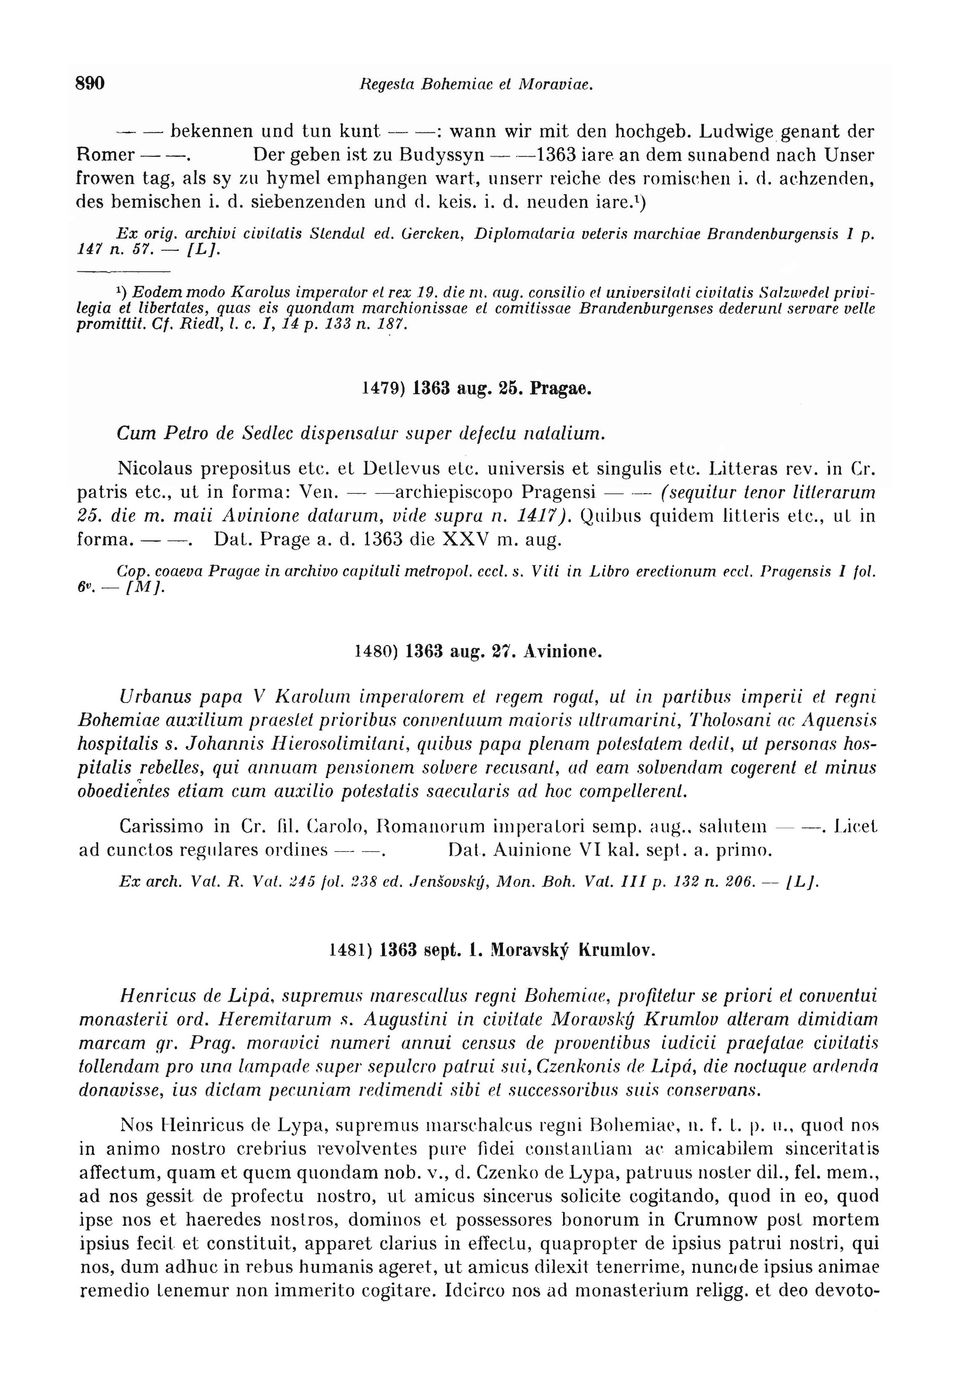 890 Regesta Bohemiae et Moraviae.
— — bekennen und tun kunt — —: wann wir mit den hochgeb. Ludwige genant der
Romer — —. Der geben ist zu Budyssyn — —1363 iare an dem sunabend nach Unser
frowen tag, als sy zu hymel emphangen wart, unserr reiche des romischen i. d. achzenden,
des bemischen i. d. siebenzenden und d. keis. i. d. neuden iare.¹)
Ex orig. archivi civitatis Stendal ed. Gercken, Diplomataria veteris marchiae Brandenburgensis I p.
147 n. 57. — [L].
¹) Eodem modo Karolus imperator et rex 19. die m. aug. consilio et universitati civitatis Salzwedel privi-
legia et libertates, quas eis quondam marchionissae et comitissae Brandenburgenses dederunt servare velle
promittit. Cf. Riedl, l. c. I, 14 p. 133 n. 187.
1479) 1363 aug. 25. Pragae.
Cum Petro de Sedlec dispensatur super defectu natalium.
Nicolaus prepositus etc. et Detlevus etc. universis et singulis etc. Litteras rev. in Cr.
patris etc., ut in forma: Ven. — —archiepiscopo Pragensi — — (sequitur tenor litterarum
25. die m. maii Avinione datarum, vide supra n. 1417). Quibus quidem litteris etc., ut in
forma. — —. Dat. Prage a. d. 1363 die XXV m. aug.
Cop. coaeva Pragae in archivo capituli metropol. eccl. s. Viti in Libro erectionum eccl. Pragensis I fol.
6ᵛ. — [M].
1480) 1363 aug. 27. Avinione.
Urbanus papa V Karolum imperatorem et regem rogat, ut in partibus imperii et regni
Bohemiae auxilium praestet prioribus conventuum maioris ultramarini, Tholosani ac Aquensis
hospitalis s. Johannis Hierosolimitani, quibus papa plenam potestatem dedit, ut personas hos-
pitalis rebelles, qui annuam pensionem solvere recusant, ad eam solvendam cogerent et minus
oboedientes etiam cum auxilio potestatis saecularis ad hoc compellerent.
Carissimo in Cr. fil. Carolo, Romanorum imperatori semp. aug., salutem — —. Licet
ad cunctos regulares ordines — —. Dat. Auinione VI kal. sept. a. primo.
Ex arch. Vat. R. Vat. 245 fol. 238 ed. Jenšovský, Mon. Boh. Vat. III p. 132 n. 206. — [L].
1481) 1363 sept. 1. Moravský Krumlov.
Henricus de Lipá, supremus marescallus regni Bohemiae, profitetur se priori et conventui
monasterii ord. Heremitarum s. Augustini in civitate Moravský Krumlov alteram dimidiam
marcam gr. Prag. moravici numeri annui census de proventibus iudicii praefatae civitatis
tollendam pro una lampade super sepulcro patrui sui, Czenkonis de Lipá, die noctuque ardenda
donavisse, ius dictam pecuniam redimendi sibi et successoribus suis conservans.
Nos Heinricus de Lypa, supremus marschalcus regni Bohemiae, n. f. t. p. u., quod nos
in animo nostro crebrius revolventes pure fidei constantiam ac amicabilem sinceritatis
affectum, quam et quem quondam nob. v., d. Czenko de Lypa, patruus noster dil., fel. mem.,
ad nos gessit de profectu nostro, ut amicus sincerus solicite cogitando, quod in eo, quod
ipse nos et haeredes nostros, dominos et possessores bonorum in Crumnow post mortem
ipsius fecit et constituit, apparet clarius in effectu, quapropter de ipsius patrui nostri, qui
nos, dum adhuc in rebus humanis ageret, ut amicus dilexit tenerrime, nuncıde ipsius animae
remedio tenemur non immerito cogitare. Idcirco nos ad monasterium religg. et deo devoto-